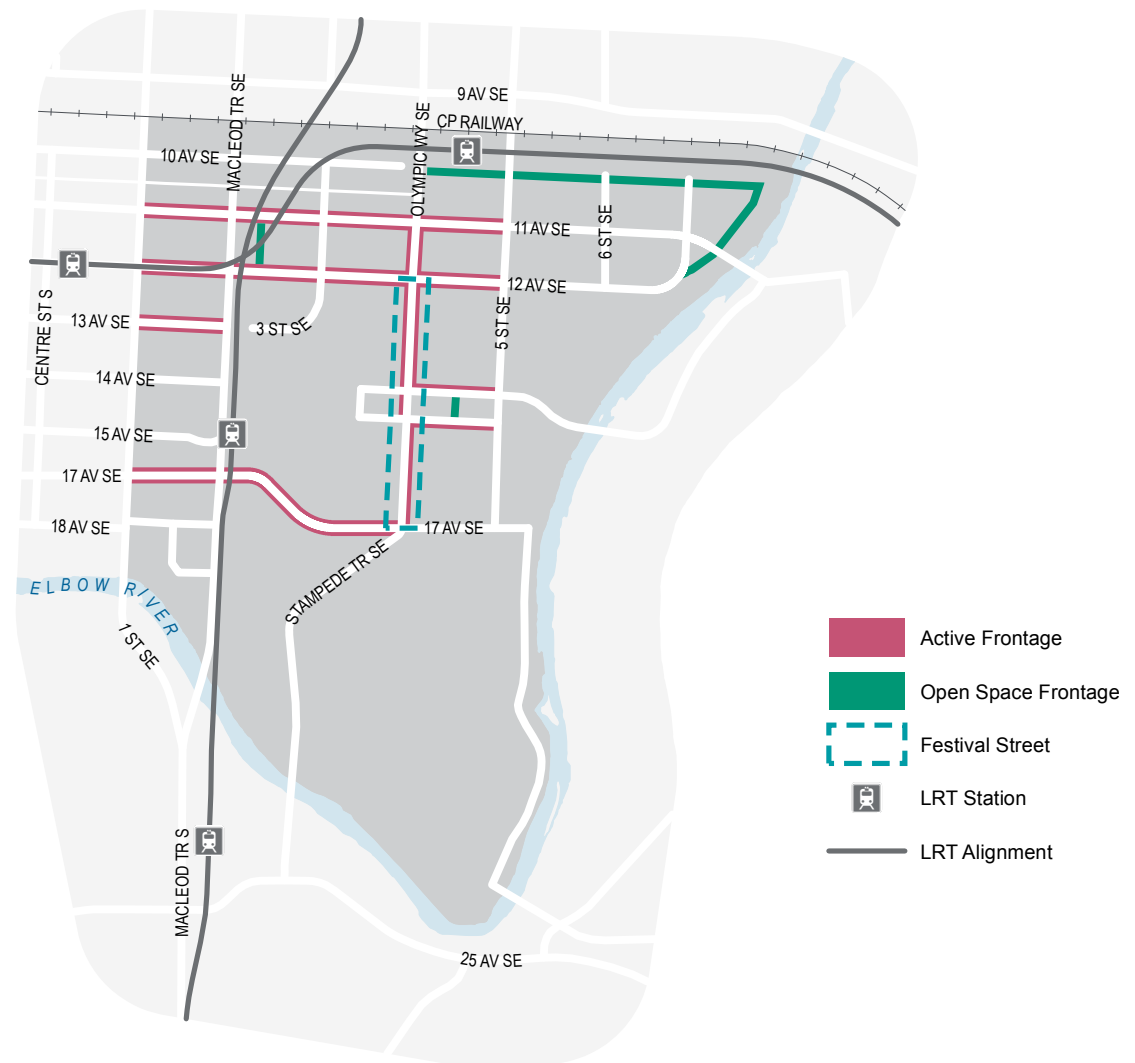 9 AV SE
CP RAILWAY
MACLEOD TR SE
OLYMPIC WY SE
10 AV SE
11 AV SE
6 ST SE
12 AV SE
CENTRE ST S
13 AV SE
3 ST SE
5 ST SE
14 AV SE
15 AV SE
17 AV SE
18 AV SE
17 AV SE
STAMPEDE TR SE
ELBOW RIVER
1 ST SE
MACLEOD TR S
25 AV SE
Active Frontage
Open Space Frontage
Festival Street
LRT Station
LRT Alignment